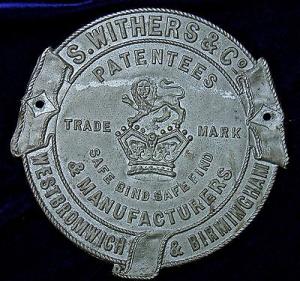 S. WITHERS & Co.
PATENTEES
TRADE MARK
SAFE BIND SAFE FIND
& MANUFACTURERS
WESTBROMWICH & BIRMINGHAM